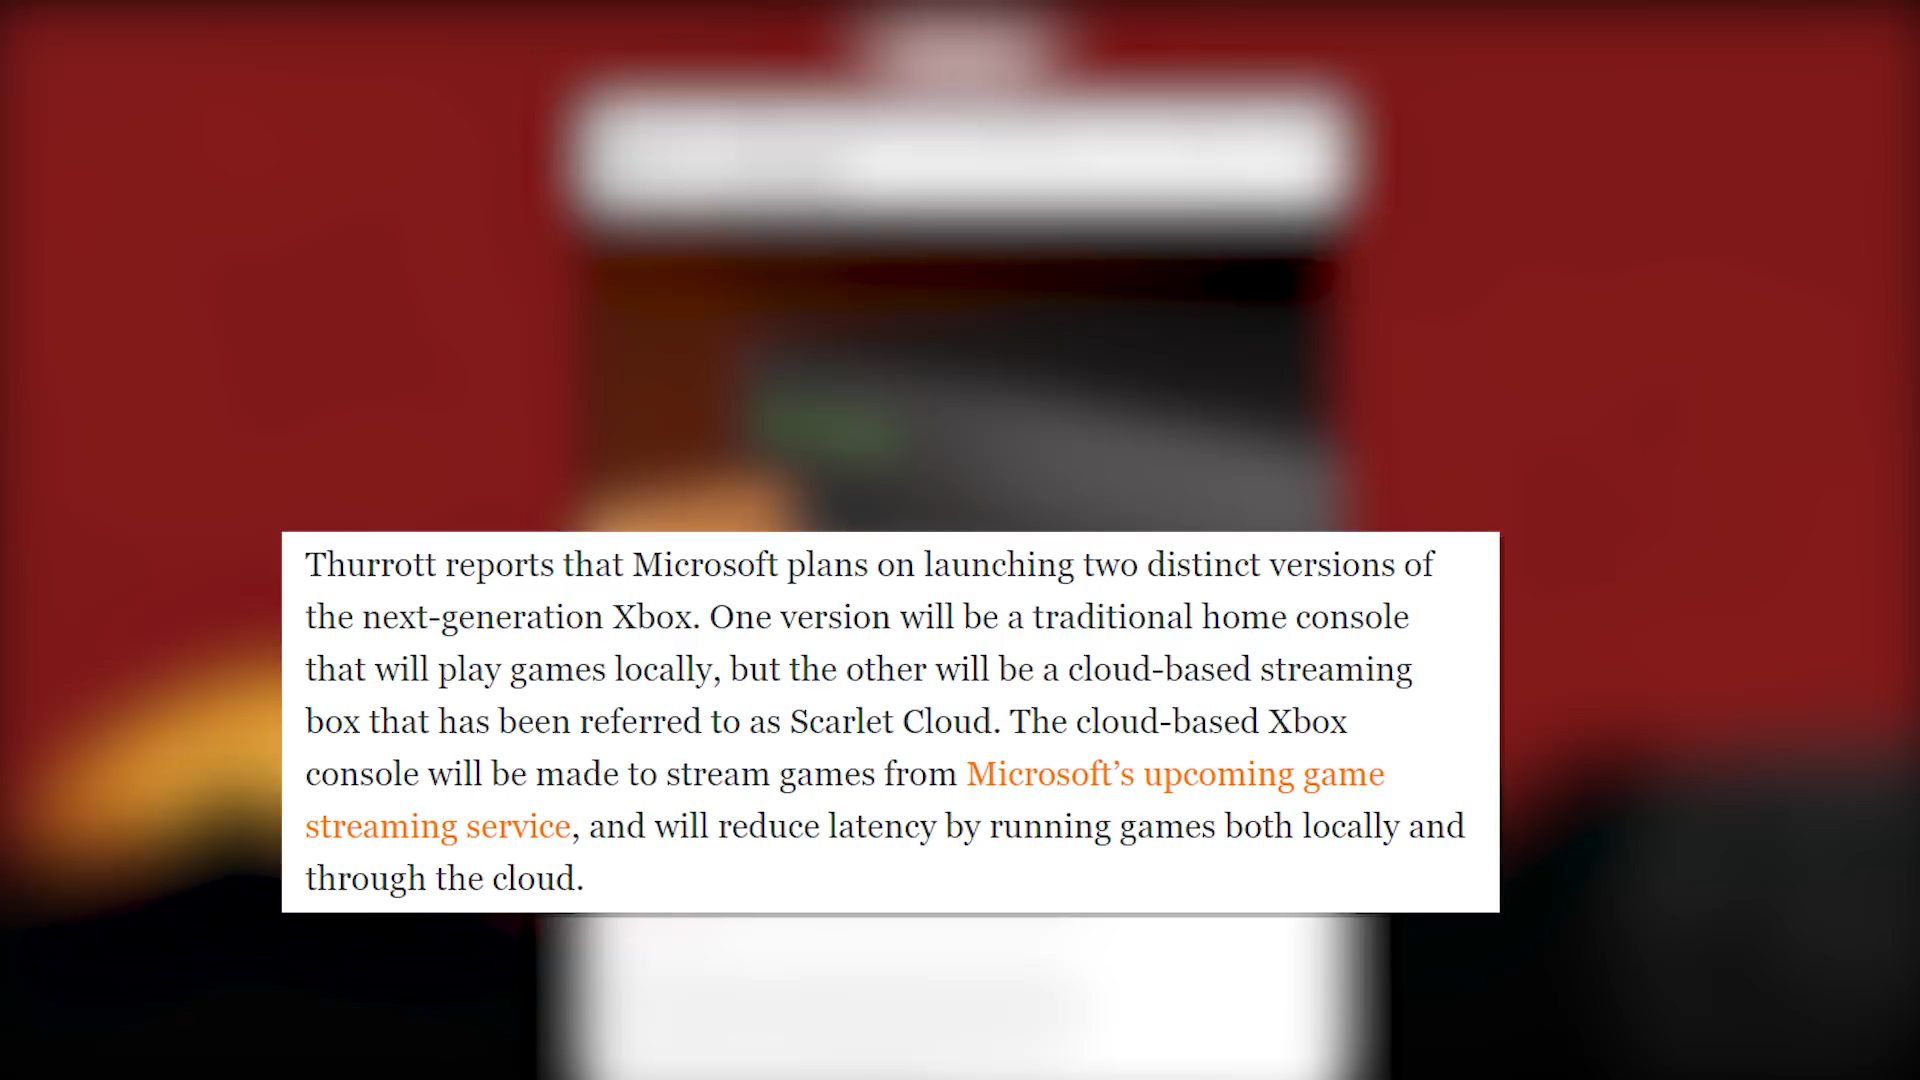 Thurrott reports that Microsoft plans on launching two distinct versions of
the next-generation Xbox. One version will be a traditional home console
that will play games locally, but the other will be a cloud-based streaming
box that has been referred to as Scarlet Cloud. The cloud-based Xbox
console will be made to stream games from Microsoft’s upcoming game
streaming service, and will reduce latency by running games both locally and
through the cloud.